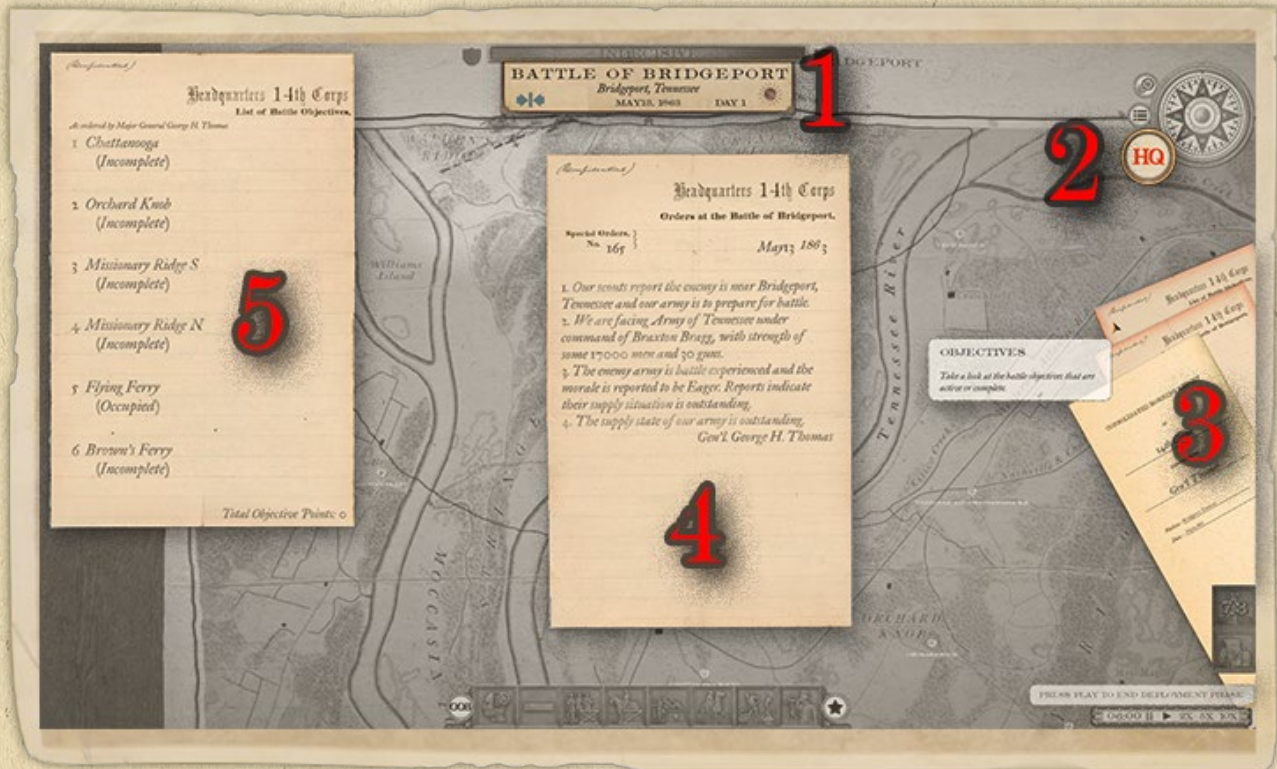 INDECISIVE
BATTLE OF BRIDGEPORT
Bridgeport, Tennessee
MAY13, 1863 DAY 1
1
2
HQ
(Confidential)
Headquarters 14th Corps
List of Battle Objectives,
As ordered by Major General George H. Thomas
1 Chattanooga
(Incomplete)
2 Orchard Knob
(Incomplete)
3 Missionary Ridge S
(Incomplete)
4 Missionary Ridge N
(Incomplete)
5 Flying Ferry
(Occupied)
6 Brown's Ferry
(Incomplete)
Total Objective Points: 0
5
Williams
Island
(Confidential)
Headquarters 14th Corps
Orders at the Battle of Bridgeport,
Special Orders, }
No. 165
May13 1863
1. Our scouts report the enemy is near Bridgeport,
Tennessee and our army is to prepare for battle.
2. We are facing Army of Tennessee under
command of Braxton Bragg, with strength of
some 17000 men and 30 guns.
3. The enemy army is battle experienced and the
morale is reported to be Eager. Reports indicate
their supply situation is outstanding.
4. The supply state of our army is outstanding.
Gen'l. George H. Thomas
4
Tennessee River
OBJECTIVES
Take a look at the battle objectives that are
active or complete.
Headquarters 14th Corps
Headquarters 14th Corps
3
MOCCASIN
ORCHARD
KNOB
PRESS PLAY TO END DEPLOYMENT PHASE
06:00 2X 5X 10X